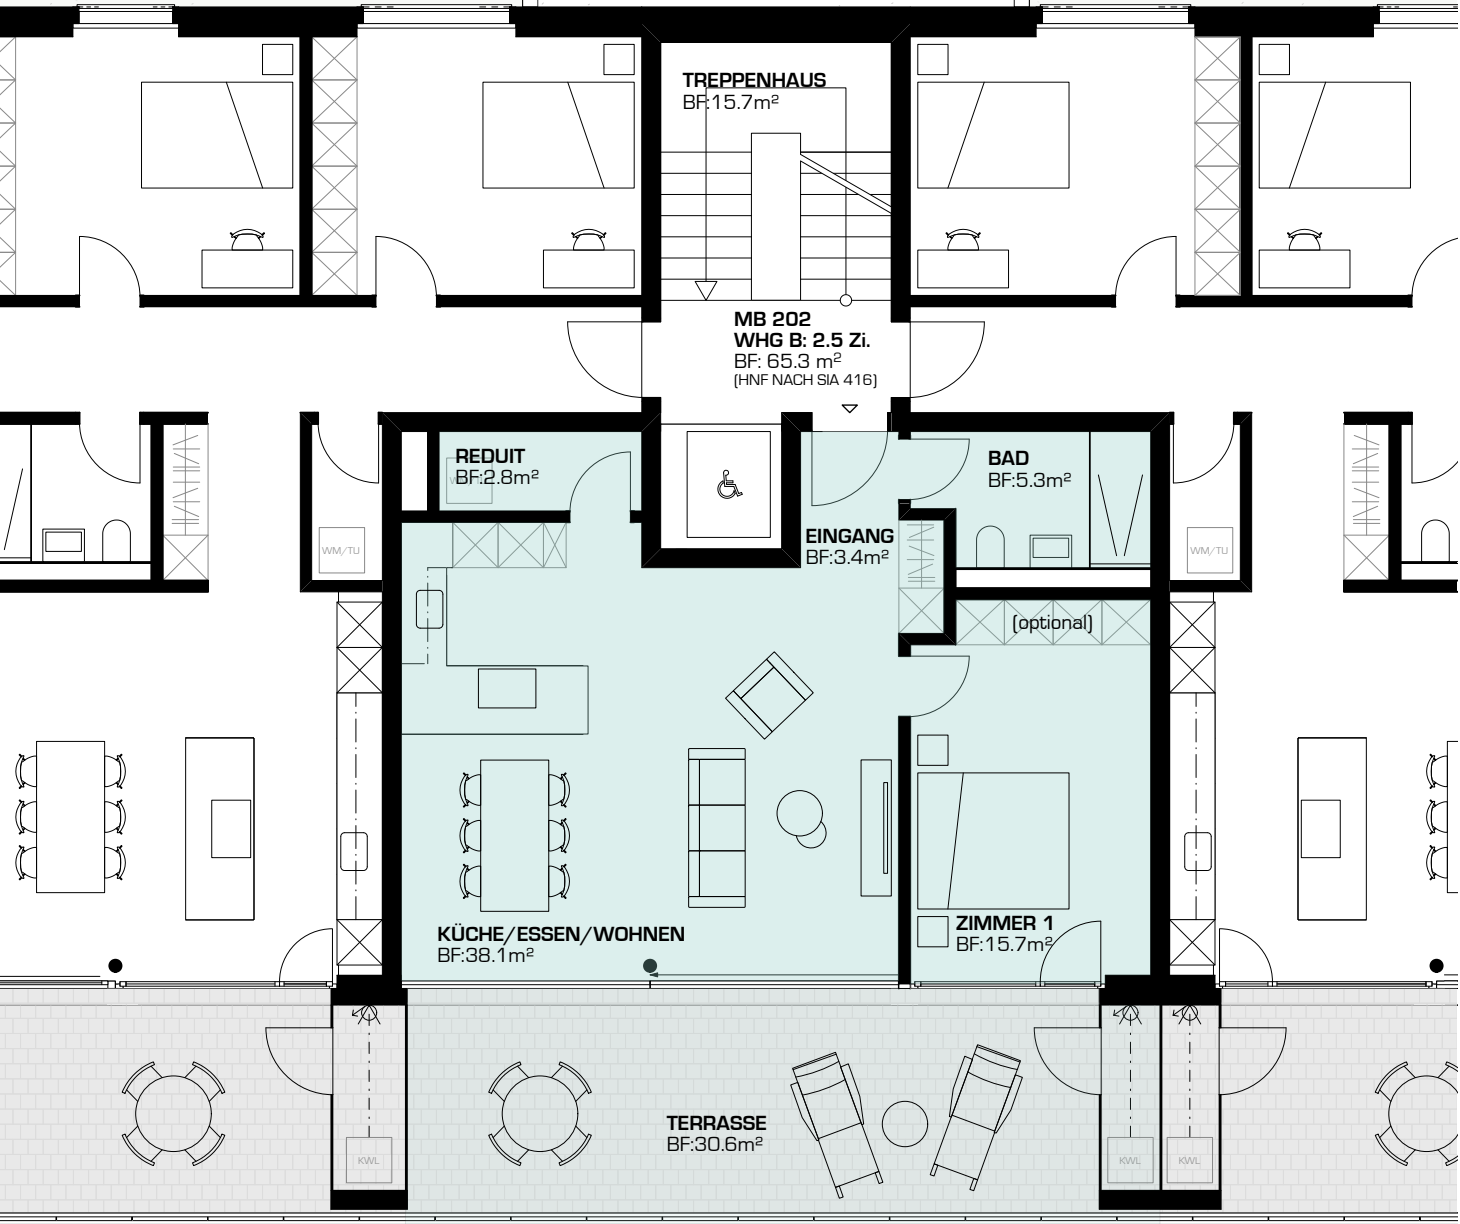 TREPPENHAUS
BF:15.7m²
MB 202
WHG B: 2.5 Zi.
BF: 65.3 m²
(HNF NACH SIA 416)
REDUIT
BF:2.8m²
BAD
BF:5.3m²
EINGANG
BF:3.4m²
WM/TU
WM/TU
(optional)
KÜCHE/ESSEN/WOHNEN
BF:38.1m²
ZIMMER 1
BF:15.7m²
TERRASSE
BF:30.6m²
KWL
KWL
KWL